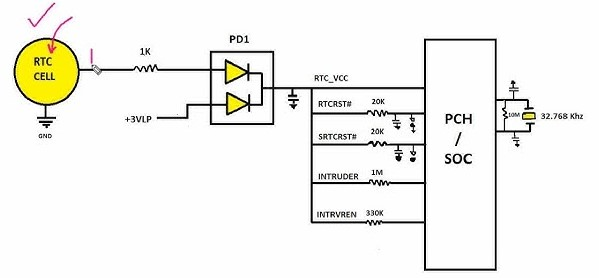 PD1
1K
RTC
CELL
GND
+3VLP
RTC_VCC
RTCRST#
20K
SRTCRST#
20K
INTRUDER
1M
INTRVREN
330K
PCH
/
SOC
10M
32.768 Khz